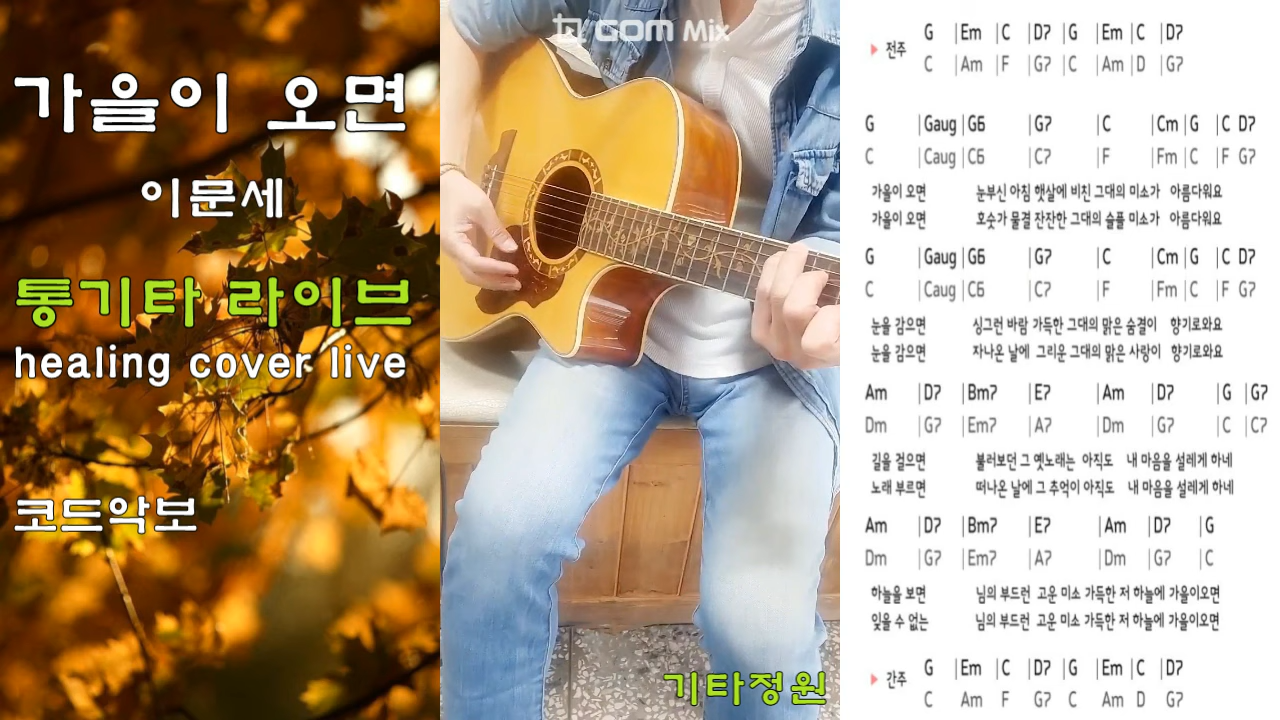 가을이 오면
이문세
통기타 라이브
healing cover live
코드악보
GOM Mix
기타정원
▶ 전주
G |Em |C |D7 |G |Em |C |D7
C |Am |F |G7 |C |Am |D |G7
G |Gaug |G6 |G7 |C |Cm |G |C D7
C |Caug |C6 |C7 |F |Fm |C |F G7
가을이 오면 눈부신 아침 햇살에 비친 그대의 미소가 아름다워요
가을이 오면 호숫가 물결 잔잔한 그대의 슬플 미소가 아름다워요
G |Gaug |G6 |G7 |C |Cm |G |C D7
C |Caug |C6 |C7 |F |Fm |C |F G7
눈을 감으면 싱그런 바람 가득한 그대의 맑은 숨결이 향기로와요
눈을 감으면 자나온 날에 그리운 그대의 맑은 사랑이 향기로와요
Am |D7 |Bm7 |E7 |Am |D7 |G |G7
Dm |G7 |Em7 |A7 |Dm |G7 |C |C7
길을 걸으면 불러보던 그 옛노래는 아직도 내 마음을 설레게 하네
노래 부르면 떠나온 날에 그 추억이 아직도 내 마음을 설레게 하네
Am |D7 |Bm7 |E7 |Am |D7 |G
Dm |G7 |Em7 |A7 |Dm |G7 |C
하늘을 보면 님의 부드런 고운 미소 가득한 저 하늘에 가을이오면
잊을 수 없는 님의 부드런 고운 미소 가득한 저 하늘에 가을이오면
▶ 간주
G |Em |C |D7 |G |Em |C |D7
C Am F G7 C Am D G7